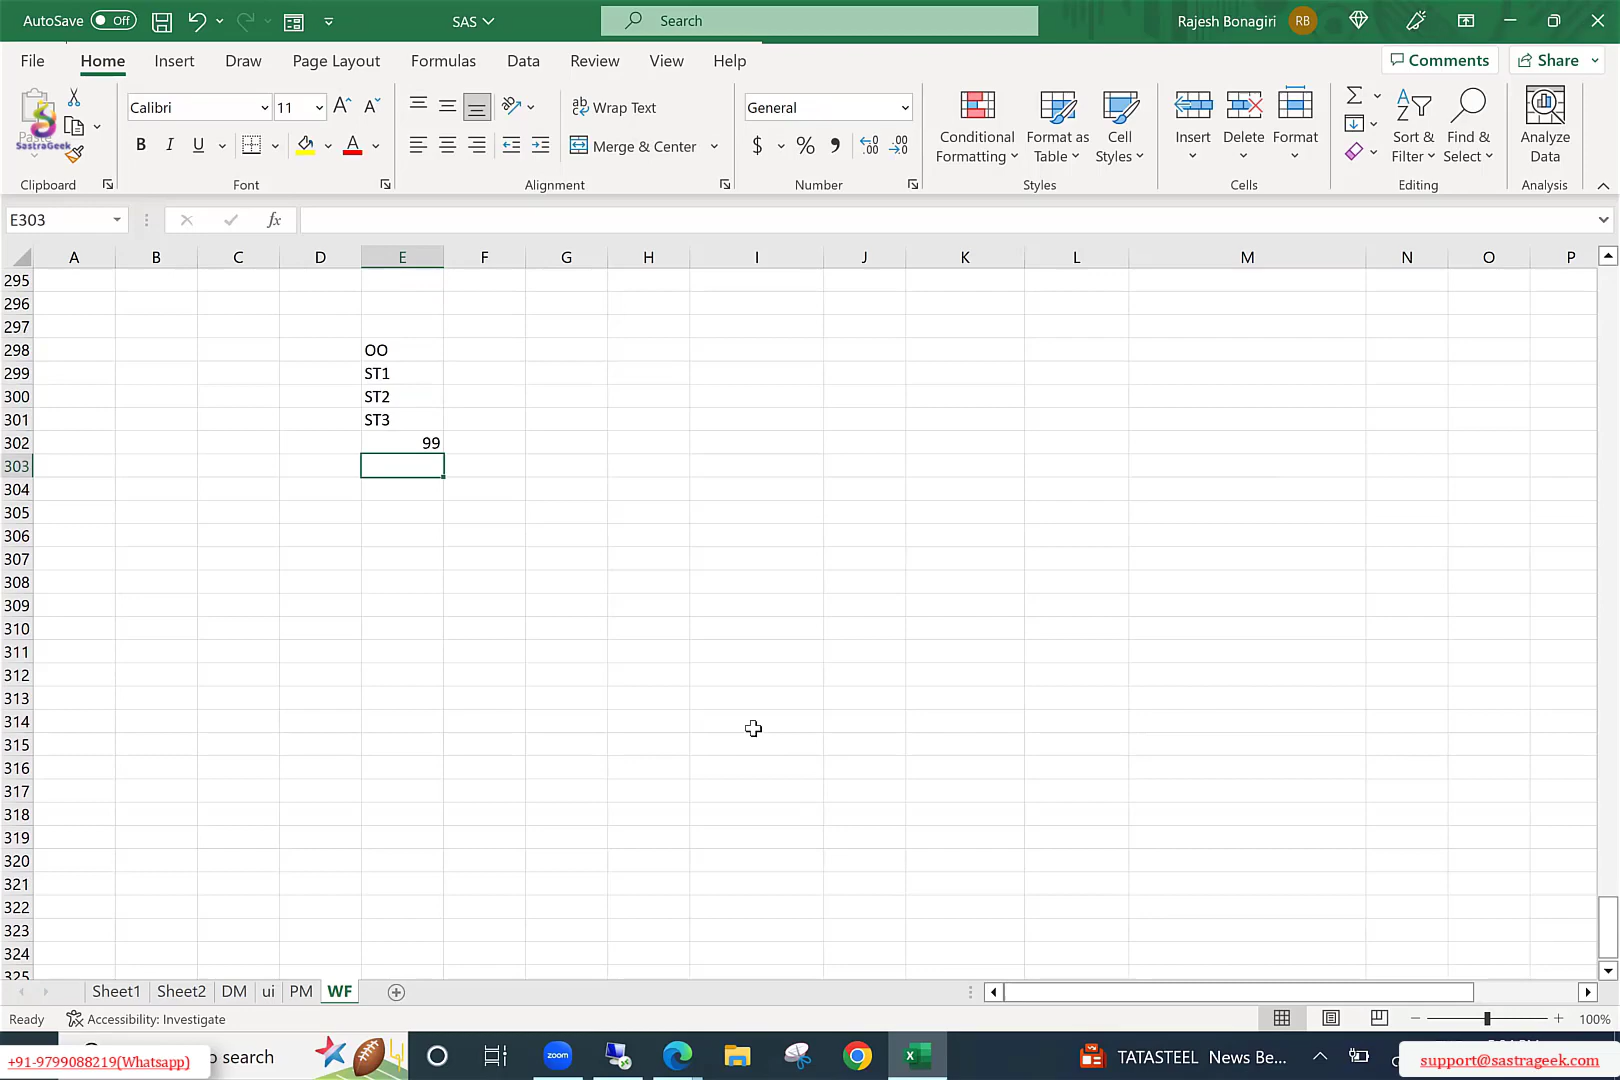 AutoSave Off SAS Search Rajesh Bonagiri RB
File Home Insert Draw Page Layout Formulas Data Review View Help Comments Share
Calibri 11 Wrap Text General
SastraGeek B I U Merge & Center $ % Conditional Formatting Format as Table Cell Styles Insert Delete Format Sort & Filter Find & Select Analyze Data
Clipboard Font Alignment Number Styles Cells Editing Analysis
E303 fx
A B C D E F G H I J K L M N O P
295
296
297
298 OO
299 ST1
300 ST2
301 ST3
302 99
303
304
305
306
307
308
309
310
311
312
313
314
315
316
317
318
319
320
321
322
323
324
325
Sheet1 Sheet2 DM ui PM WF
Ready Accessibility: Investigate 100%
+91-9799088219(Whatsapp) search zoom TATASTEEL News Be... support@sastrageek.com